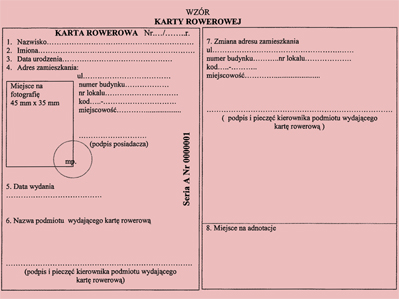 WZÓR
KARTY ROWEROWEJ
KARTA ROWEROWA Nr..../.......r.
1. Nazwisko...............................................
2. Imiona...................................................
3. Data urodzenia.......................................
4. Adres zamieszkania:
ul.......................................
numer budynku....................
nr lokalu.............................
kod.....-..............................
miejscowość.......................
Miejsce na
fotografię
45 mm x 35 mm
..............................
(podpis posiadacza)
mp.
Seria A Nr 0000001
5. Data wydania
..........................................
6. Nazwa podmiotu wydającego kartę rowerową
..........................................
(podpis i pieczęć kierownika podmiotu wydającego
kartę rowerową)
7. Zmiana adresu zamieszkania
ul.......................................................
numer budynku...........nr lokalu...............
kod.....-...........
miejscowość.......................................
..........................................
( podpis i pieczęć kierownika podmiotu wydającego
kartę rowerową )
8. Miejsce na adnotacje